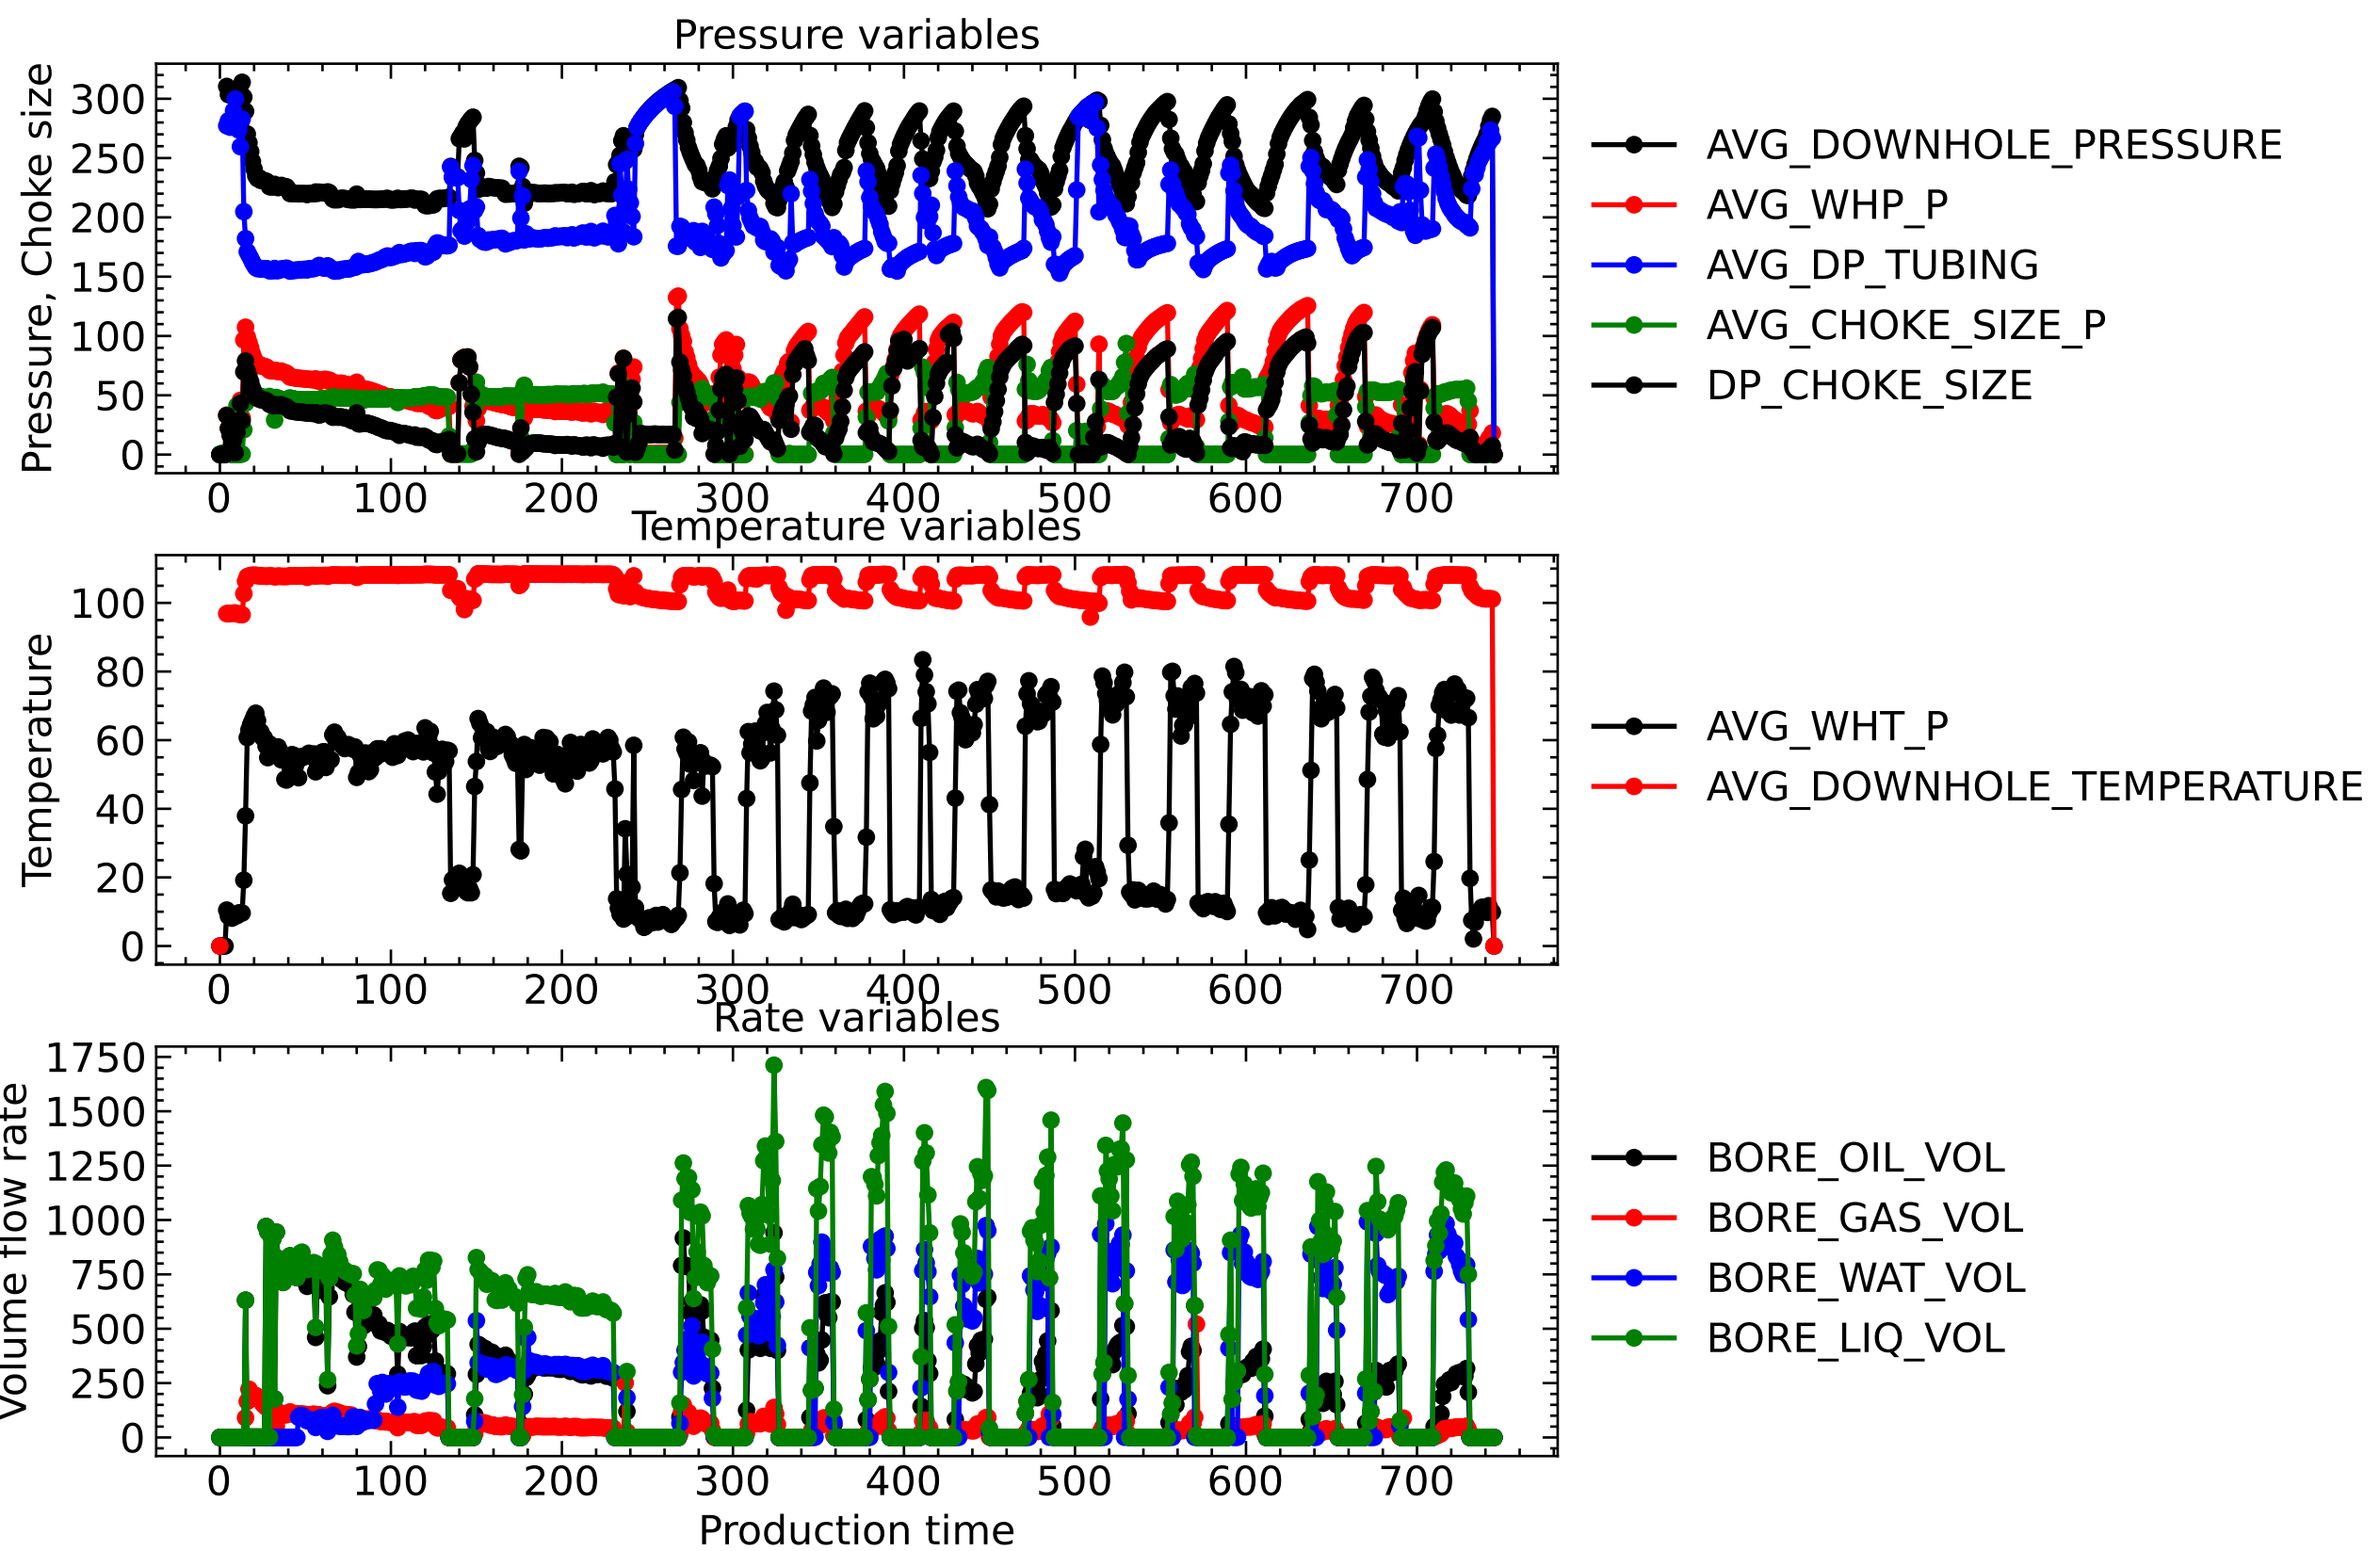 Pressure variables
Pressure, Choke size
300
250
200
150
100
50
0
0 100 200 300 400 500 600 700
AVG_DOWNHOLE_PRESSURE
AVG_WHP_P
AVG_DP_TUBING
AVG_CHOKE_SIZE_P
DP_CHOKE_SIZE
Temperature variables
Temperature
100
80
60
40
20
0
0 100 200 300 400 500 600 700
AVG_WHT_P
AVG_DOWNHOLE_TEMPERATURE
Rate variables
Volume flow rate
1750
1500
1250
1000
750
500
250
0
0 100 200 300 400 500 600 700
BORE_OIL_VOL
BORE_GAS_VOL
BORE_WAT_VOL
BORE_LIQ_VOL
Production time